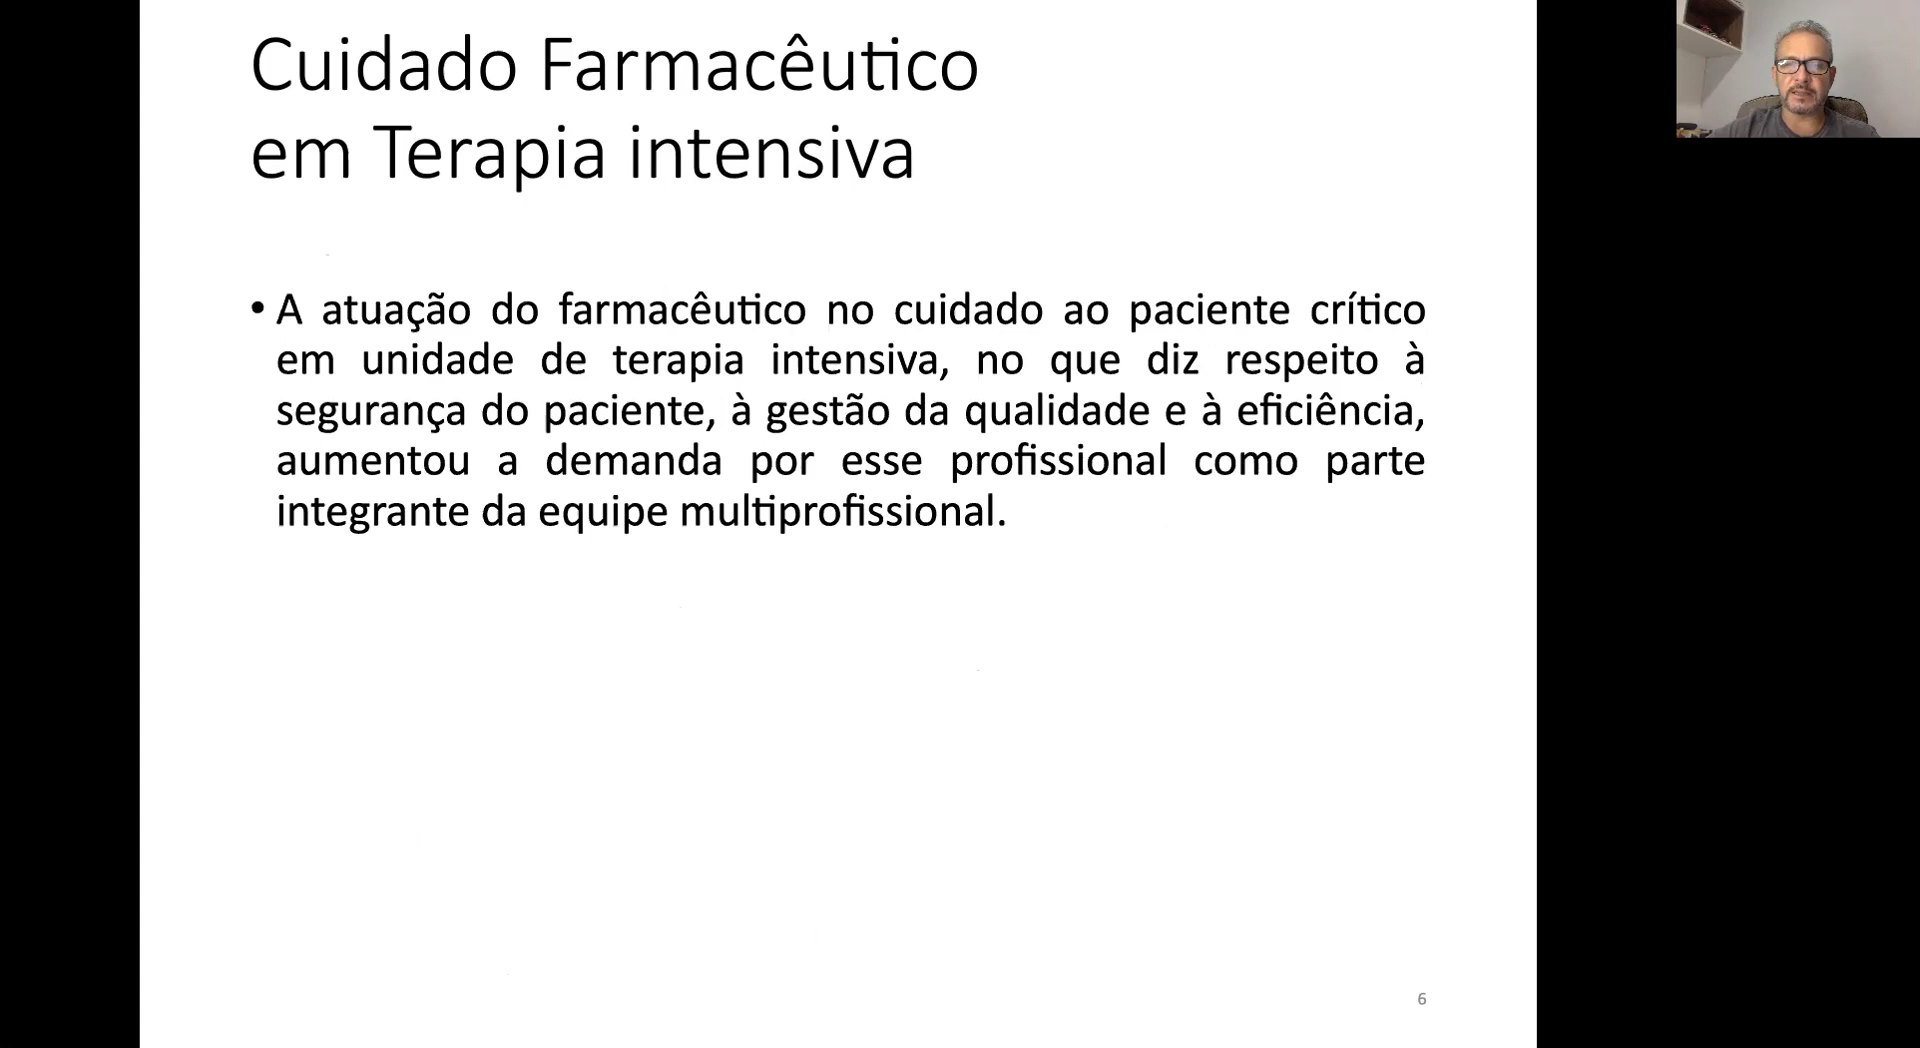 Cuidado Farmacêutico
em Terapia intensiva
• A atuação do farmacêutico no cuidado ao paciente crítico
em unidade de terapia intensiva, no que diz respeito à
segurança do paciente, à gestão da qualidade e à eficiência,
aumentou a demanda por esse profissional como parte
integrante da equipe multiprofissional.
6